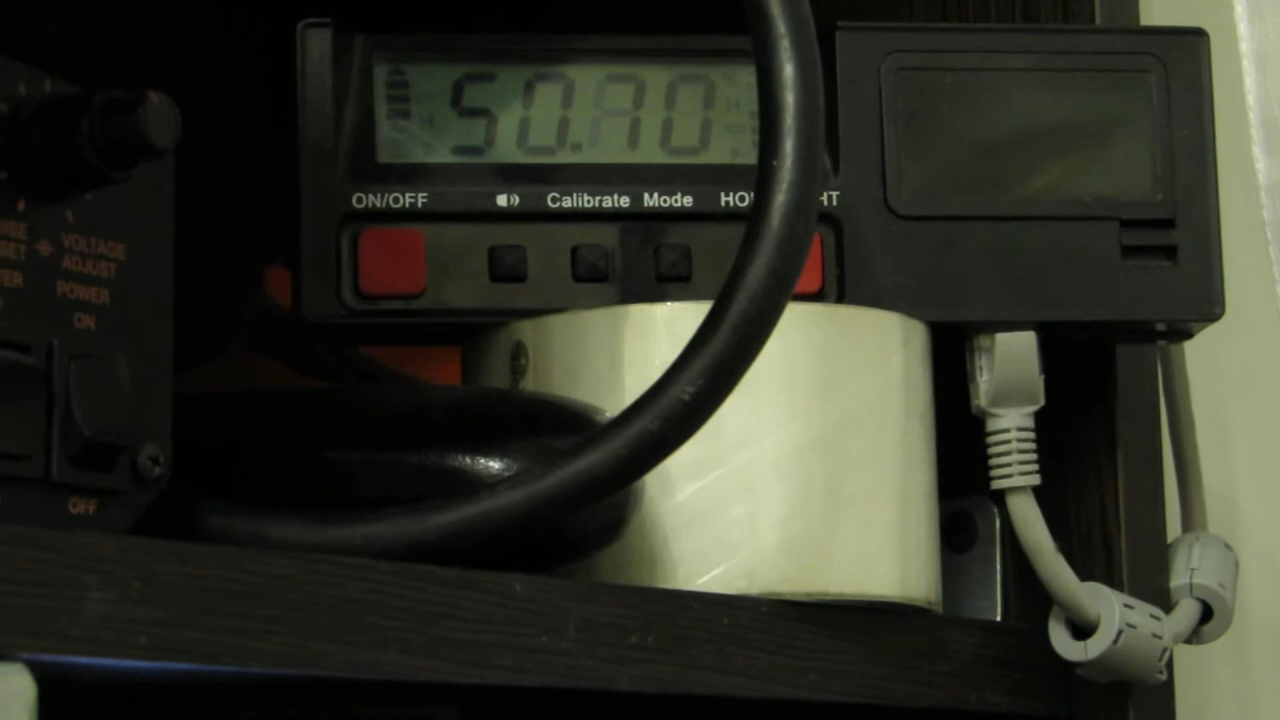 50.A0
ON/OFF Calibrate Mode
VOLTAGE
ADJUST
POWER
ON
OFF